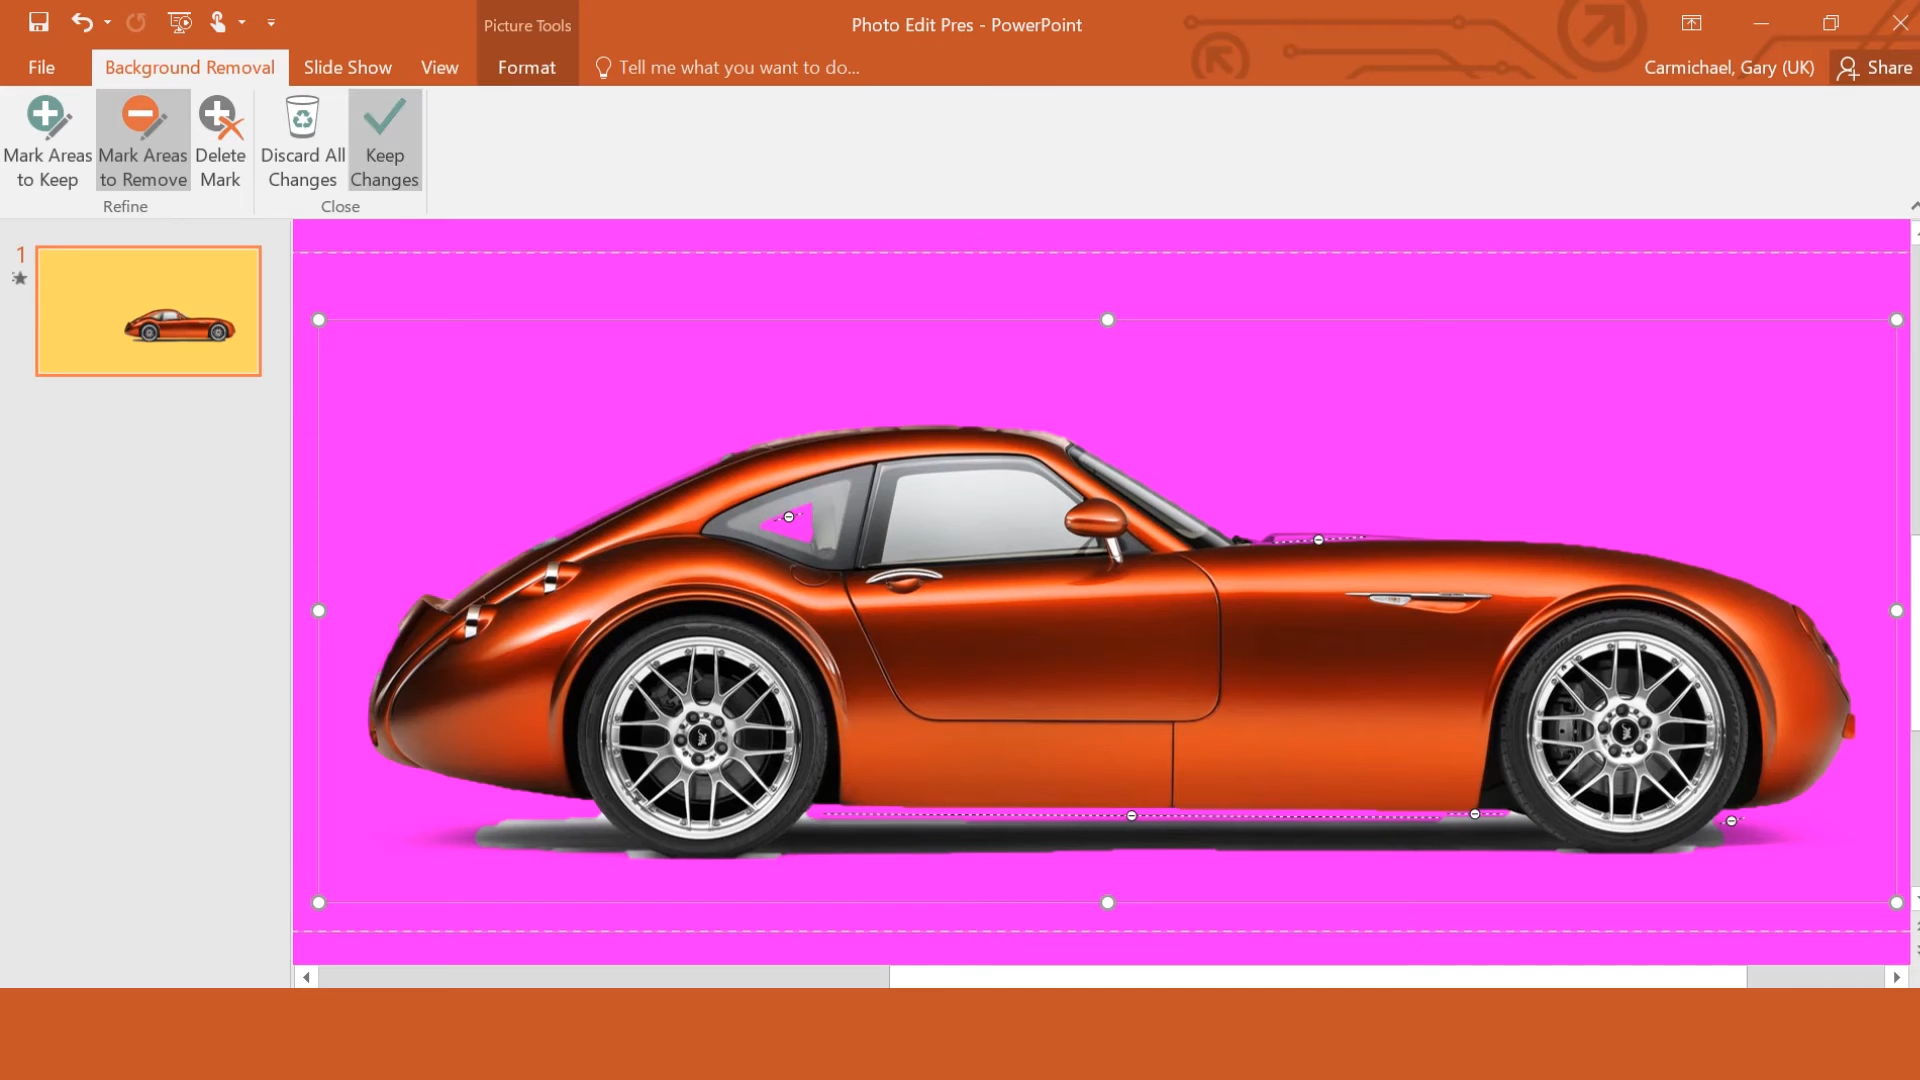 Picture Tools
Photo Edit Pres - PowerPoint
File
Background Removal
Slide Show
View
Format
Tell me what you want to do...
Carmichael, Gary (UK)
Share
Mark Areas
to Keep
Mark Areas
to Remove
Delete
Mark
Discard All
Changes
Keep
Changes
Refine
Close
1